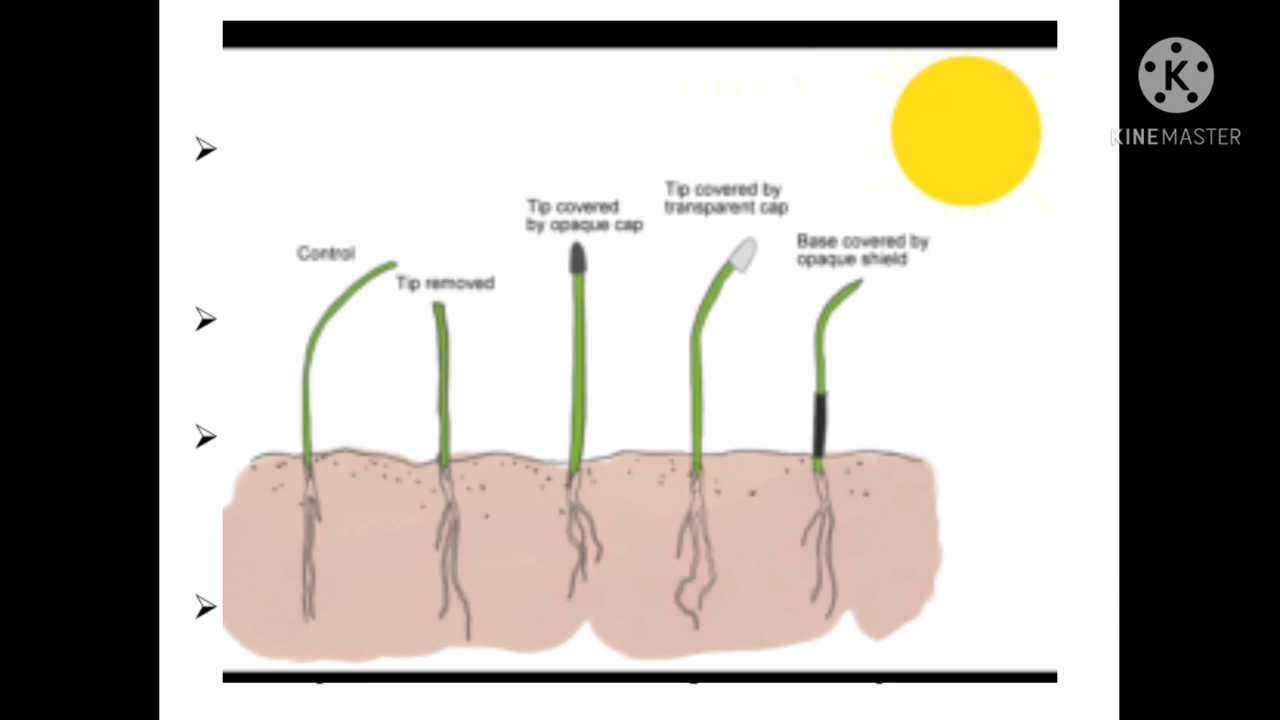 K
KINEMASTER
Tip covered by
transparent cap
Tip covered
by opaque cap
Base covered by
opaque shield
Control
Tip removed